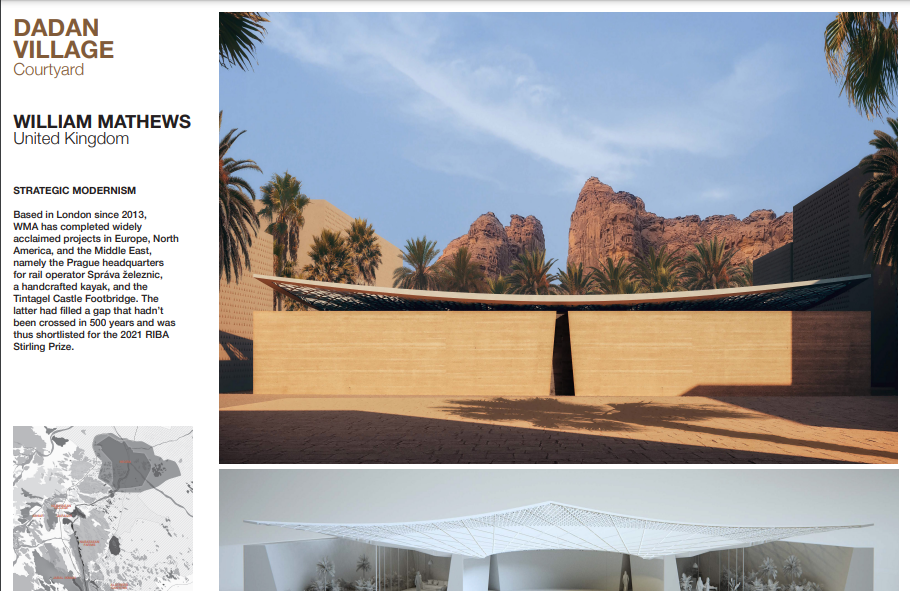 DADAN
VILLAGE
Courtyard
WILLIAM MATHEWS
United Kingdom
STRATEGIC MODERNISM
Based in London since 2013,
WMA has completed widely
acclaimed projects in Europe, North
America, and the Middle East,
namely the Prague headquarters
for rail operator Správa železnic,
a handcrafted kayak, and the
Tintagel Castle Footbridge. The
latter had filled a gap that hadn't
been crossed in 500 years and was
thus shortlisted for the 2021 RIBA
Stirling Prize.